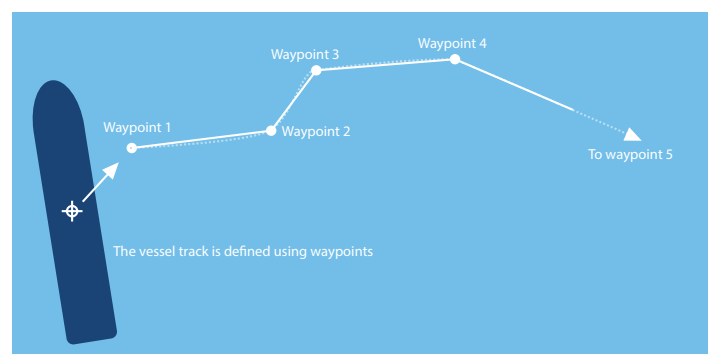 Waypoint 4
Waypoint 3
Waypoint 1
Waypoint 2
To waypoint 5
The vessel track is defined using waypoints